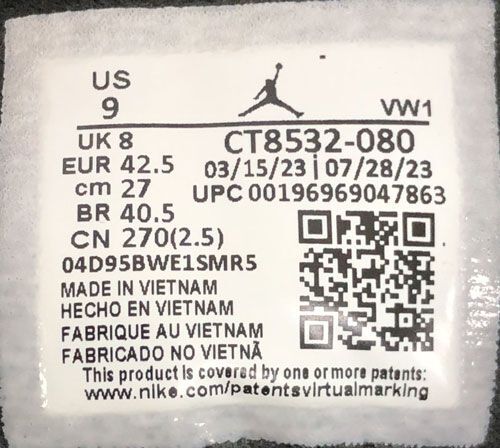 US
9
VW1
UK 8
CT8532-080
EUR 42.5
03/15/23 | 07/28/23
cm 27
UPC 00196969047863
BR 40.5
CN 270(2.5)
04D95BWE1SMR5
MADE IN VIETNAM
HECHO EN VIETNAM
FABRIQUE AU VIETNAM
FABRICADO NO VIETNÃ
This product is covered by one or more patents:
www.nike.com/patentsvirtualmarking